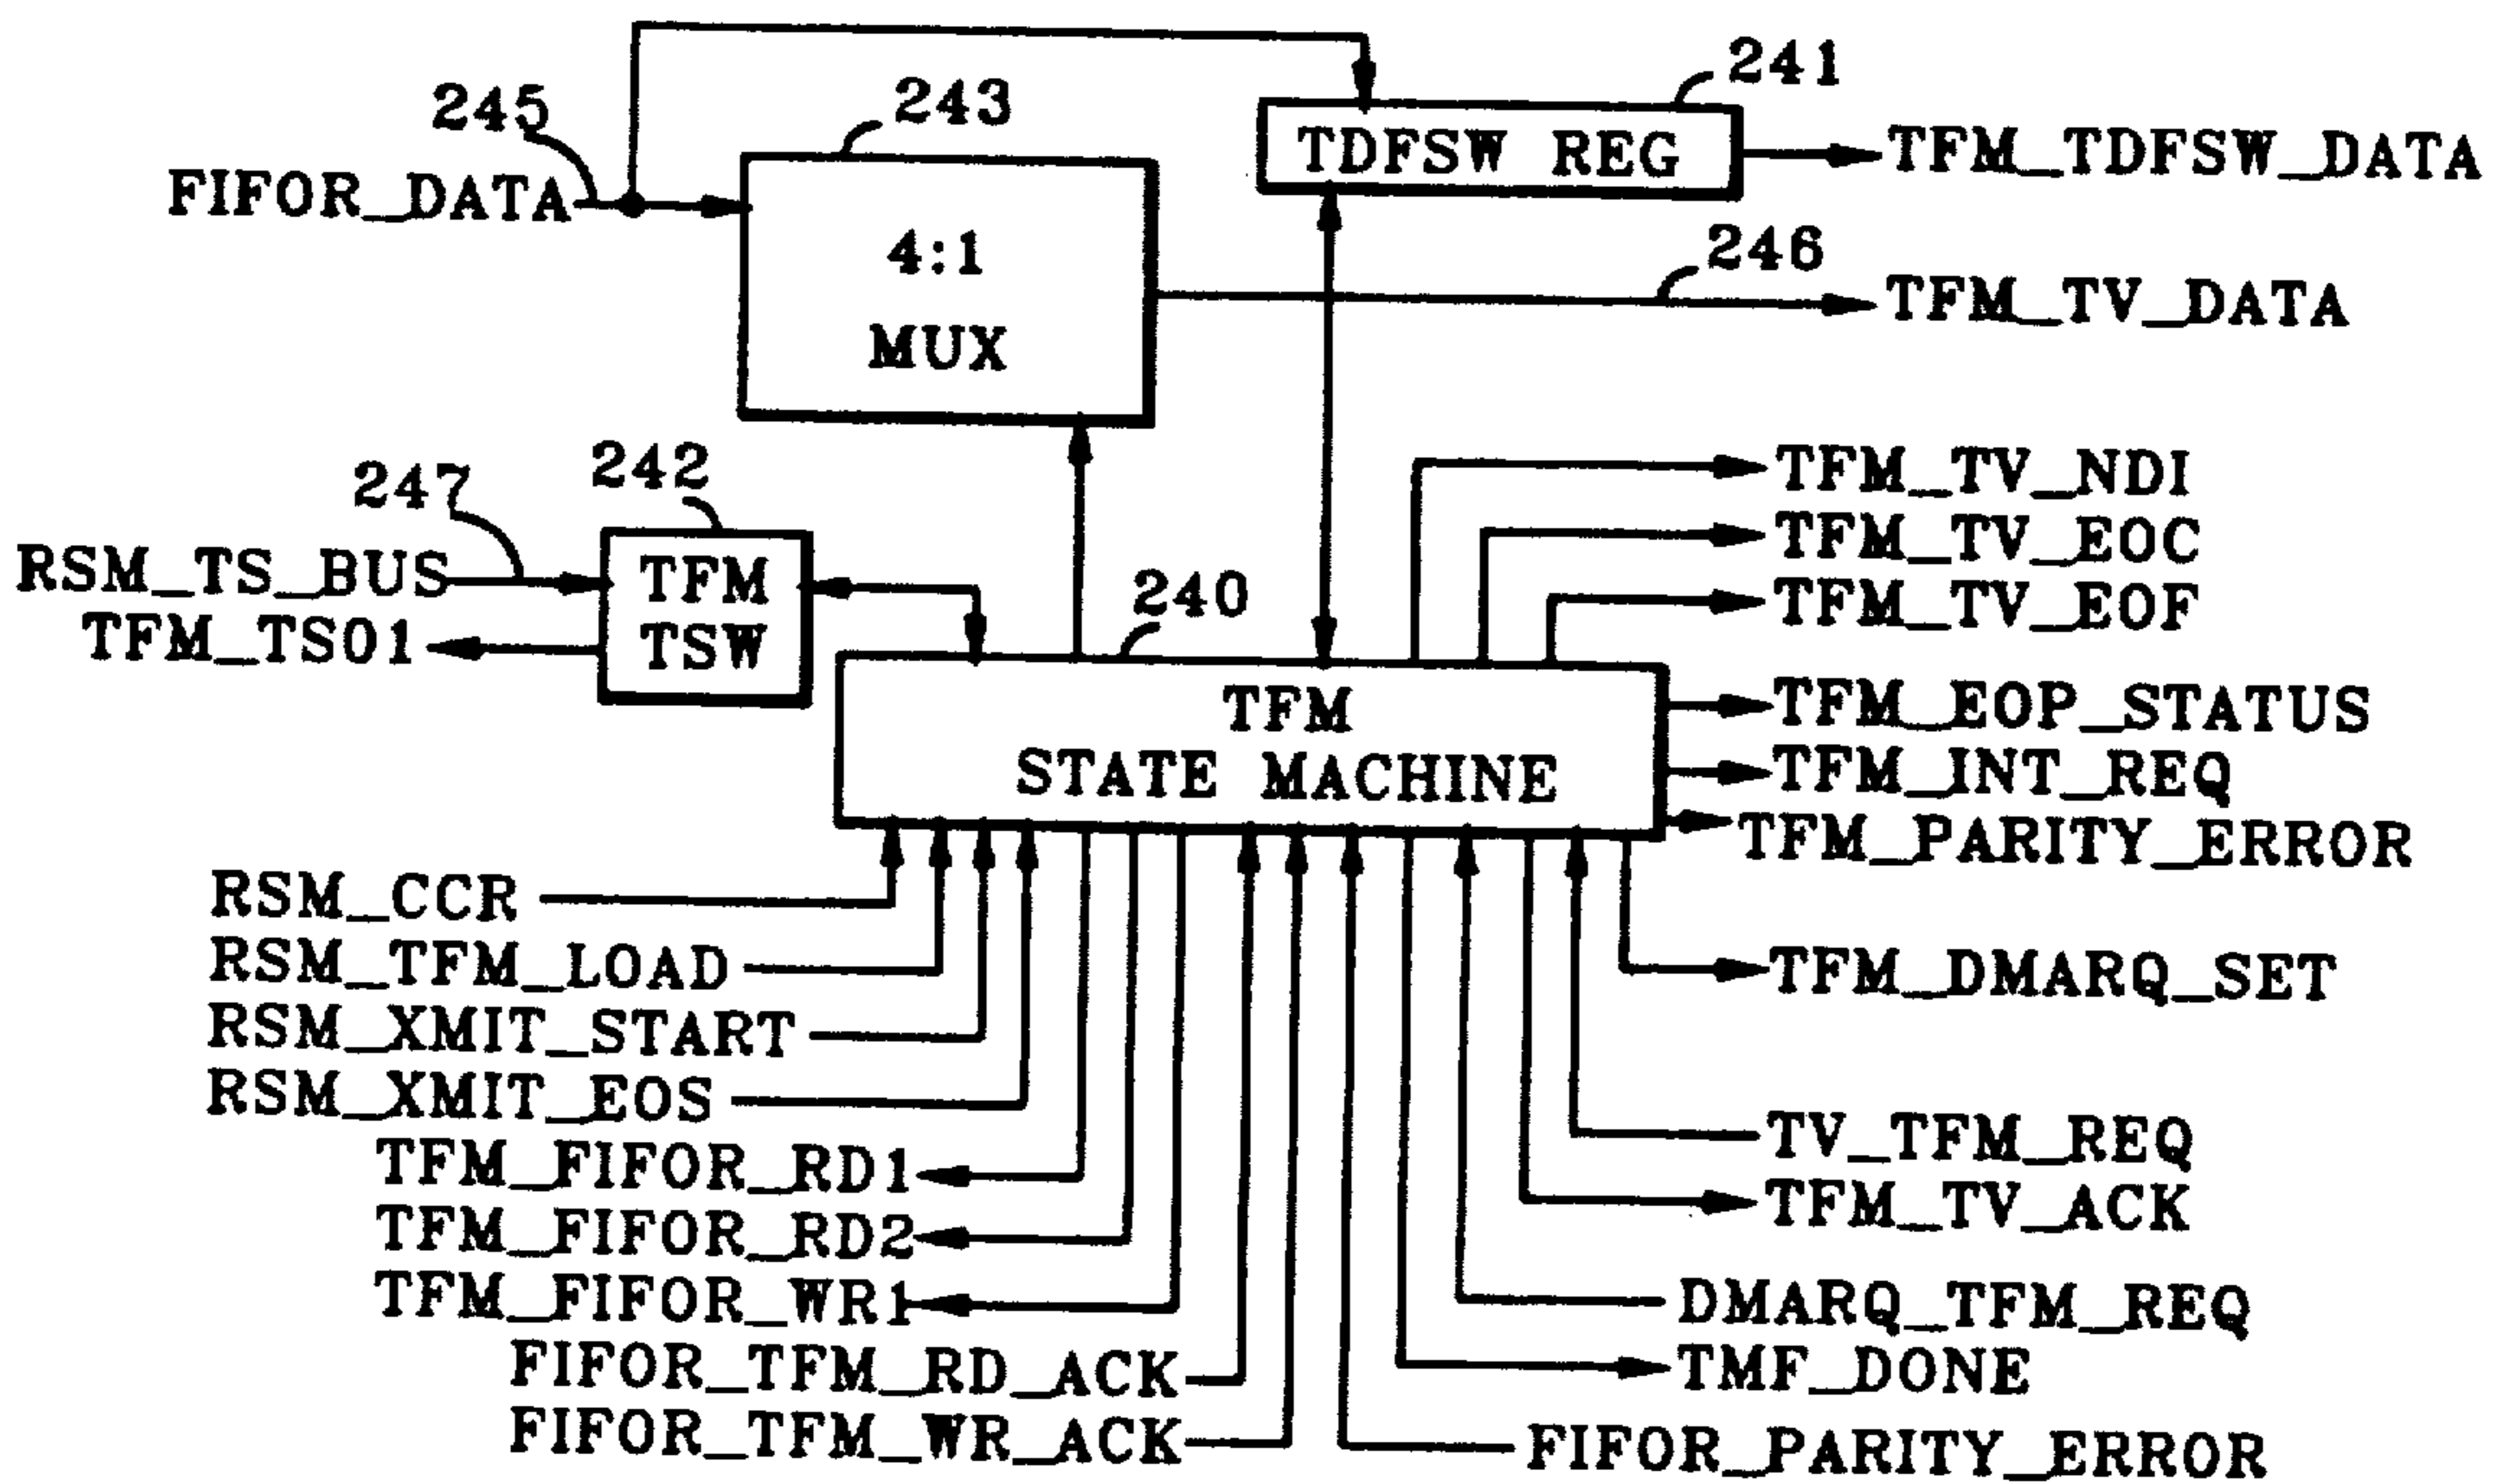 241
243
245
TDFSW REG
TFM_TDFSW_DATA
FIFOR_DATA
4:1
MUX
246
TFM_TV_DATA
247
242
TFM_TV_NDI
TFM_TV_EOC
RSM_TS_BUS
TFM
TSW
240
TFM_TV_EOF
TFM_TS01
TFM
STATE MACHINE
TFM_EOP_STATUS
TFM_INT_REQ
TFM_PARITY_ERROR
RSM_CCR
RSM_TFM_LOAD
TFM_DMARQ_SET
RSM_XMIT_START
RSM_XMIT_EOS
TV_TFM_REQ
TFM_FIFOR_RD1
TFM_TV_ACK
TFM_FIFOR_RD2
TFM_FIFOR_WR1
DMARQ_TFM_REQ
FIFOR_TFM_RD_ACK
TMF_DONE
FIFOR_TFM_WR_ACK
FIFOR_PARITY_ERROR